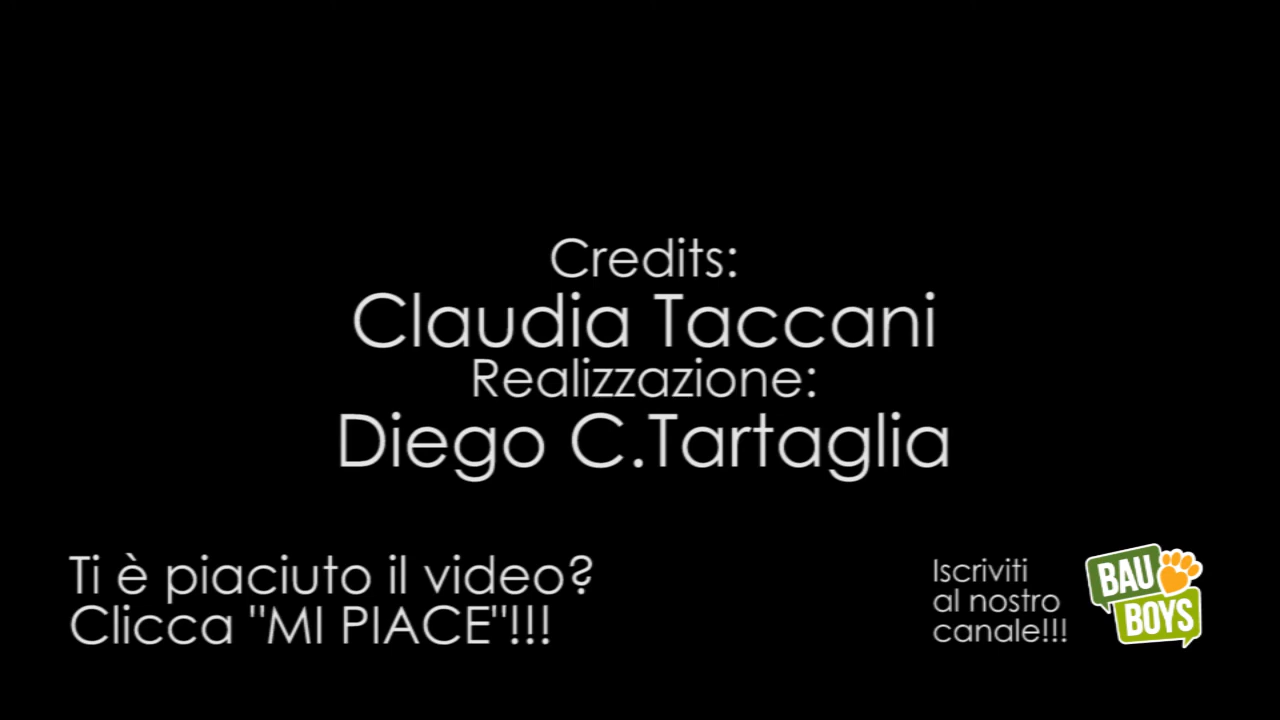 Credits:
Claudia Taccani
Realizzazione:
Diego C.Tartaglia
Ti è piaciuto il video?
Clicca "MI PIACE"!!!
Iscriviti
al nostro
canale!!!
BAU
BOYS